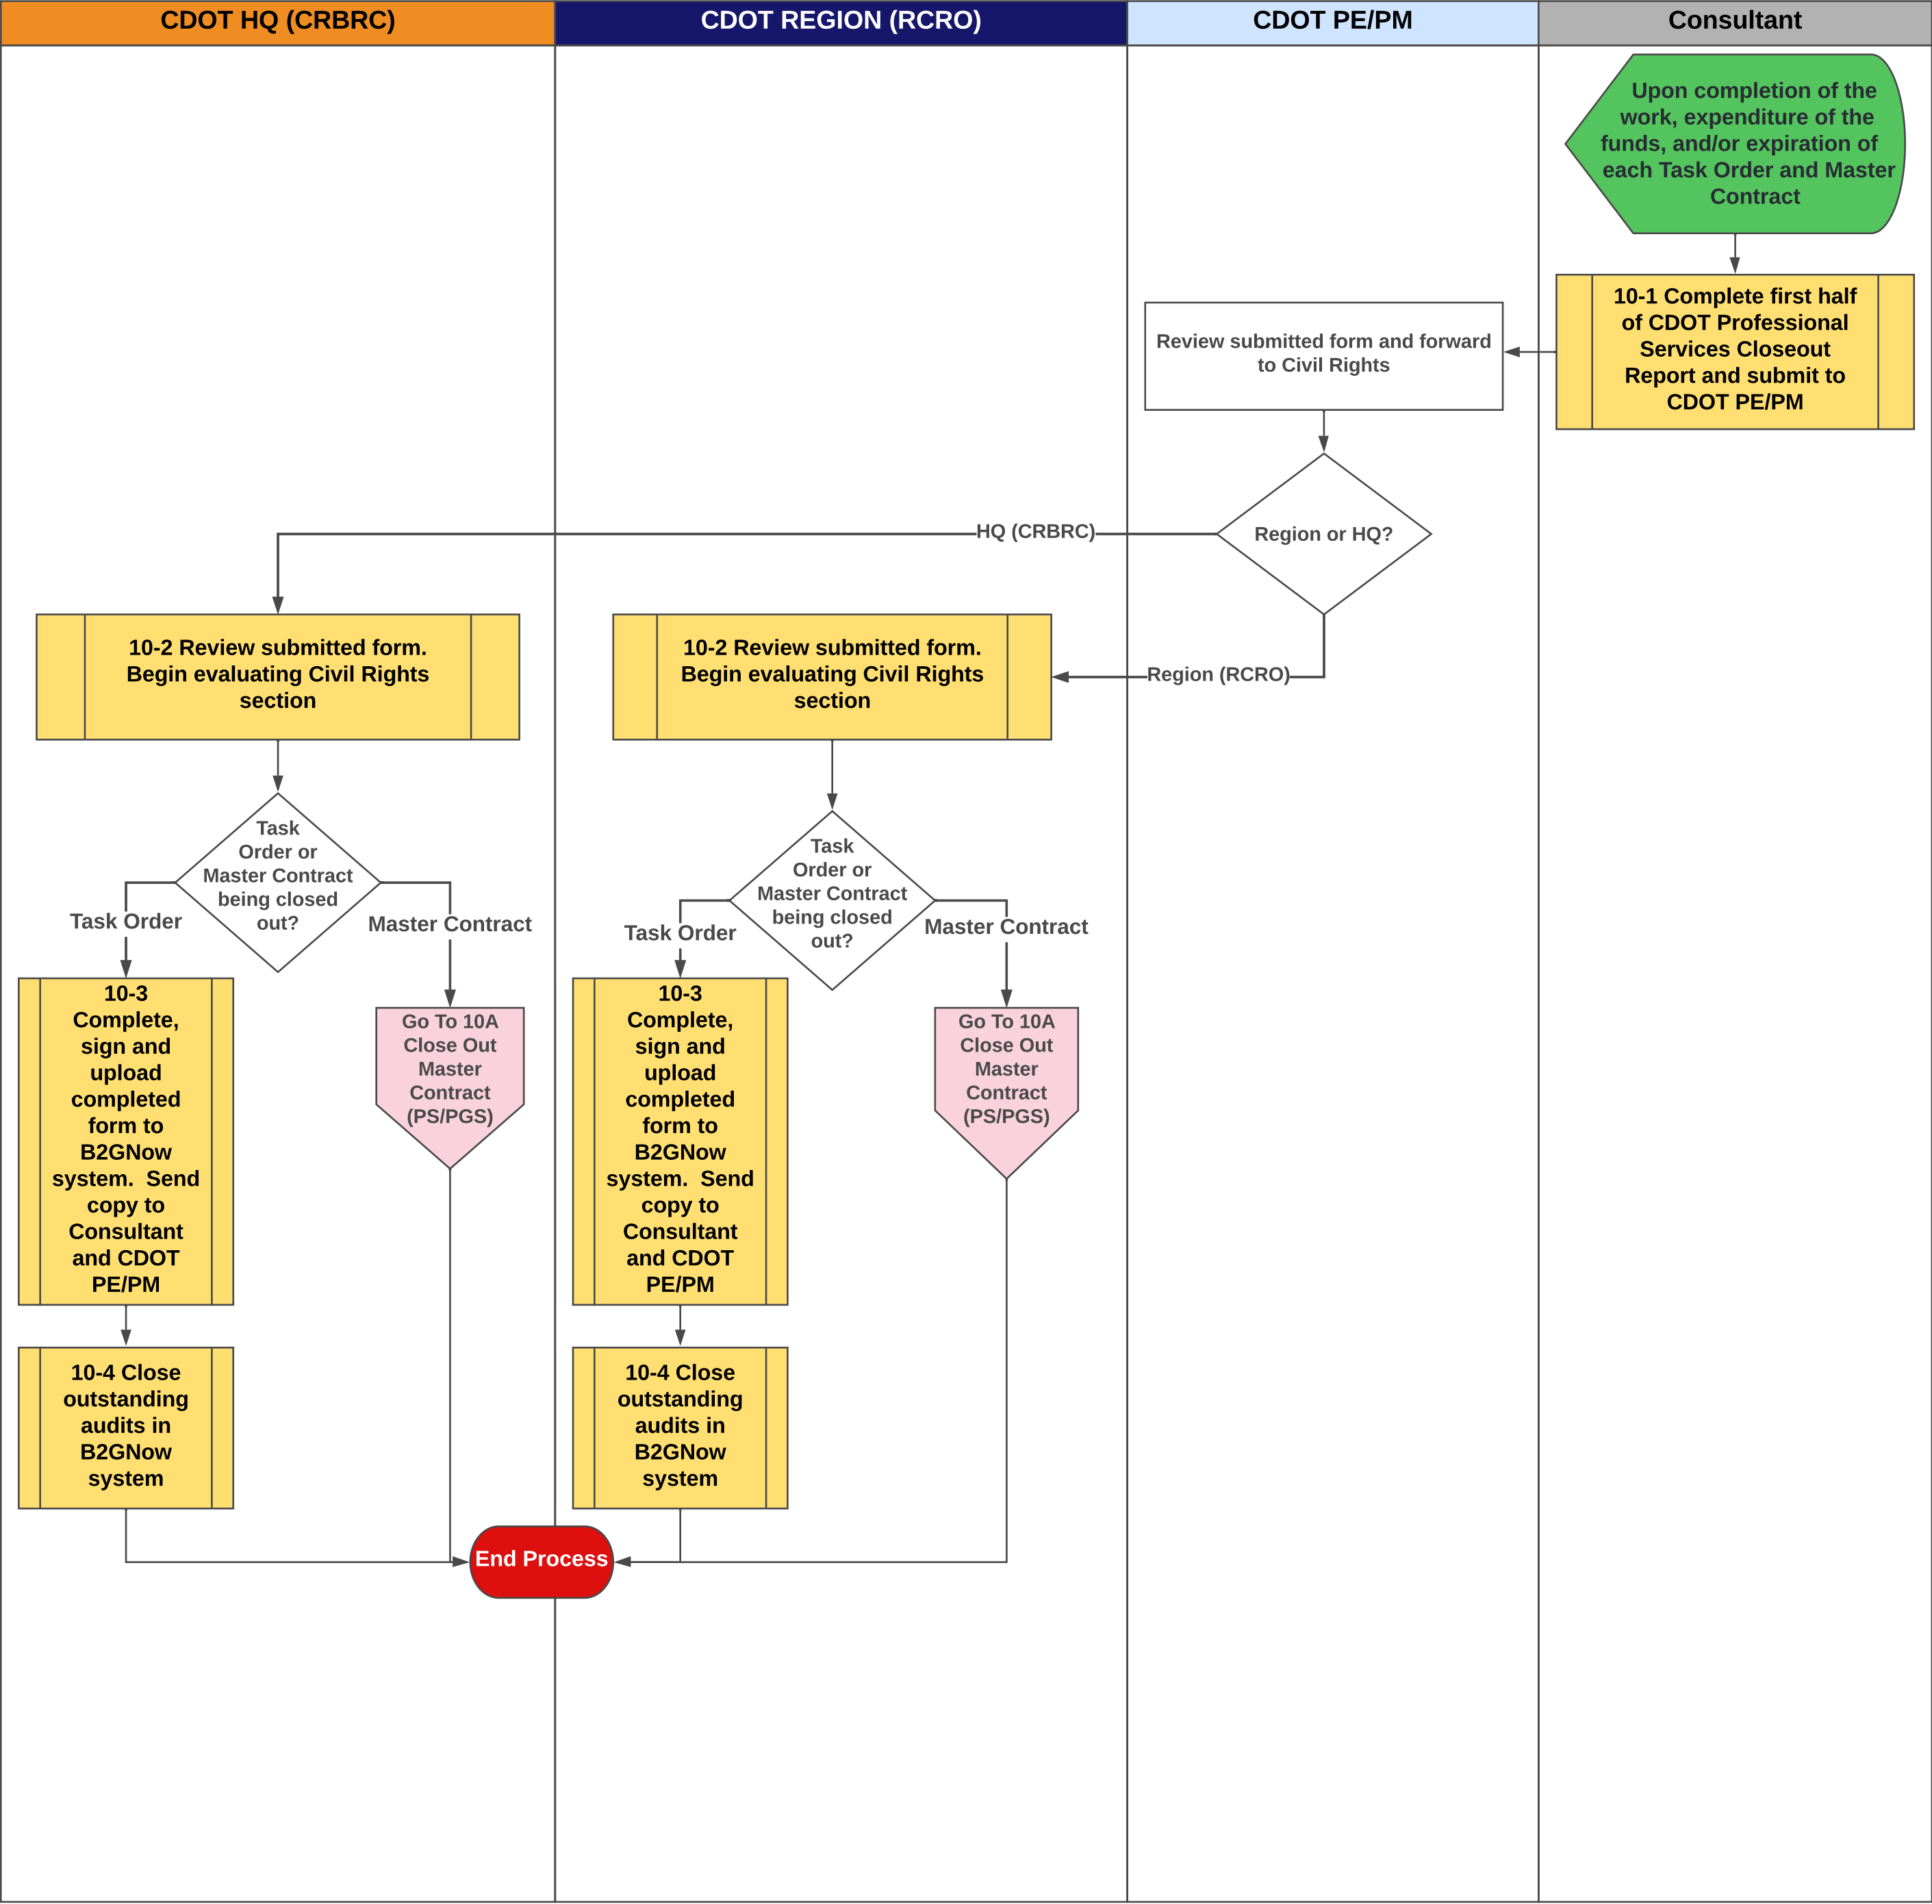 CDOT HQ (CRBRC)
CDOT REGION (RCRO)
CDOT PE/PM
Consultant
Upon completion of the
work, expenditure of the
funds, and/or expiration of
each Task Order and Master
Contract
10-1 Complete first half
of CDOT Professional
Services Closeout
Report and submit to
CDOT PE/PM
Review submitted form and forward
to Civil Rights
Region or HQ?
HQ (CRBRC)
Region (RCRO)
10-2 Review submitted form.
Begin evaluating Civil Rights
section
Task
Order or
Master Contract
being closed
out?
Task Order
Master Contract
10-3
Complete,
sign and
upload
completed
form to
B2GNow
system.  Send
copy to
Consultant
and CDOT
PE/PM
Go To 10A
Close Out
Master
Contract
(PS/PGS)
10-4 Close
outstanding
audits in
B2GNow
system
10-2 Review submitted form.
Begin evaluating Civil Rights
section
Task
Order or
Master Contract
being closed
out?
Task Order
Master Contract
10-3
Complete,
sign and
upload
completed
form to
B2GNow
system.  Send
copy to
Consultant
and CDOT
PE/PM
Go To 10A
Close Out
Master
Contract
(PS/PGS)
10-4 Close
outstanding
audits in
B2GNow
system
End Process